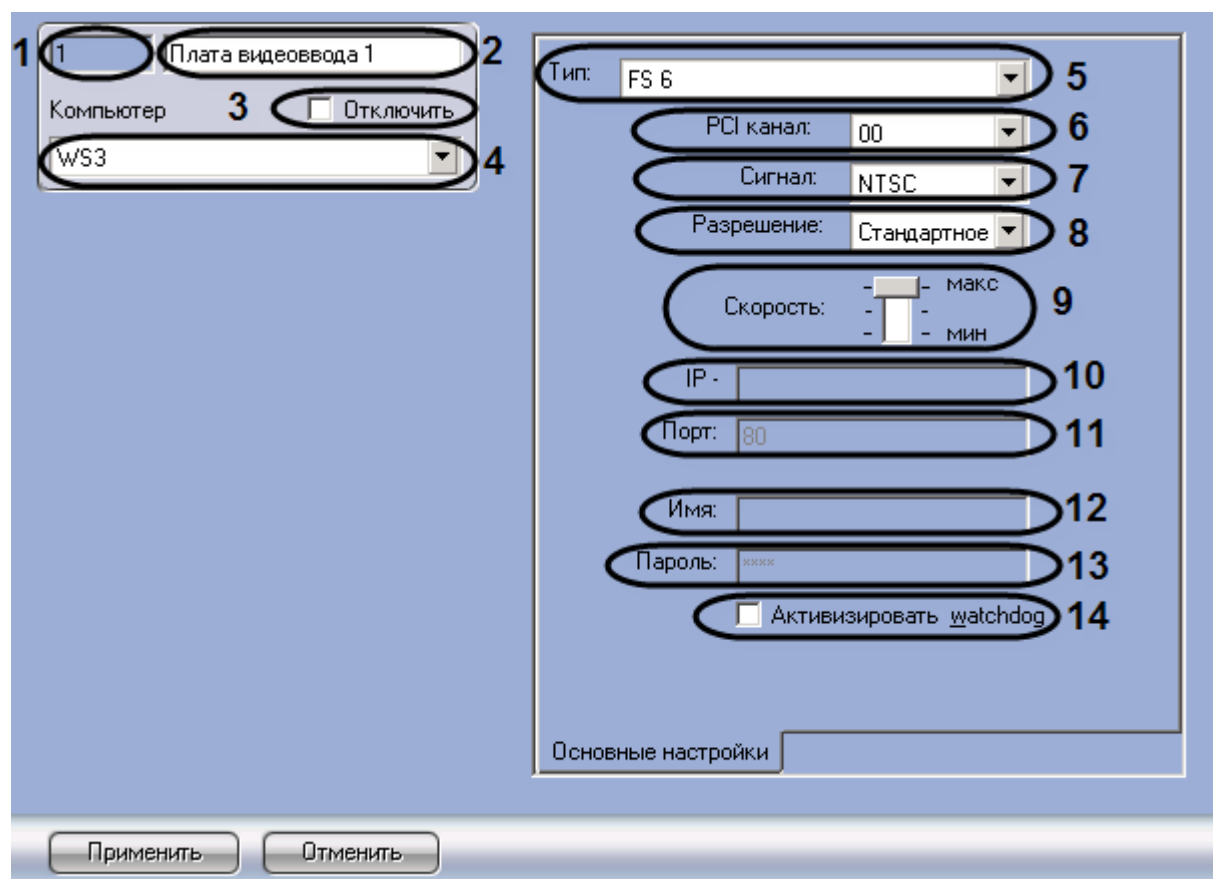 1 1 Плата видеоввода 1 2
Компьютер 3 Отключить
WS3 4
Тип: FS 6 5
PCI канал: 00 6
Сигнал: NTSC 7
Разрешение: Стандартное 8
Скорость: - - макс 9
- -
- - мин
IP - 10
Порт: 80 11
Имя: 12
Пароль: **** 13
Активизировать watchdog 14
Основные настройки
Применить Отменить